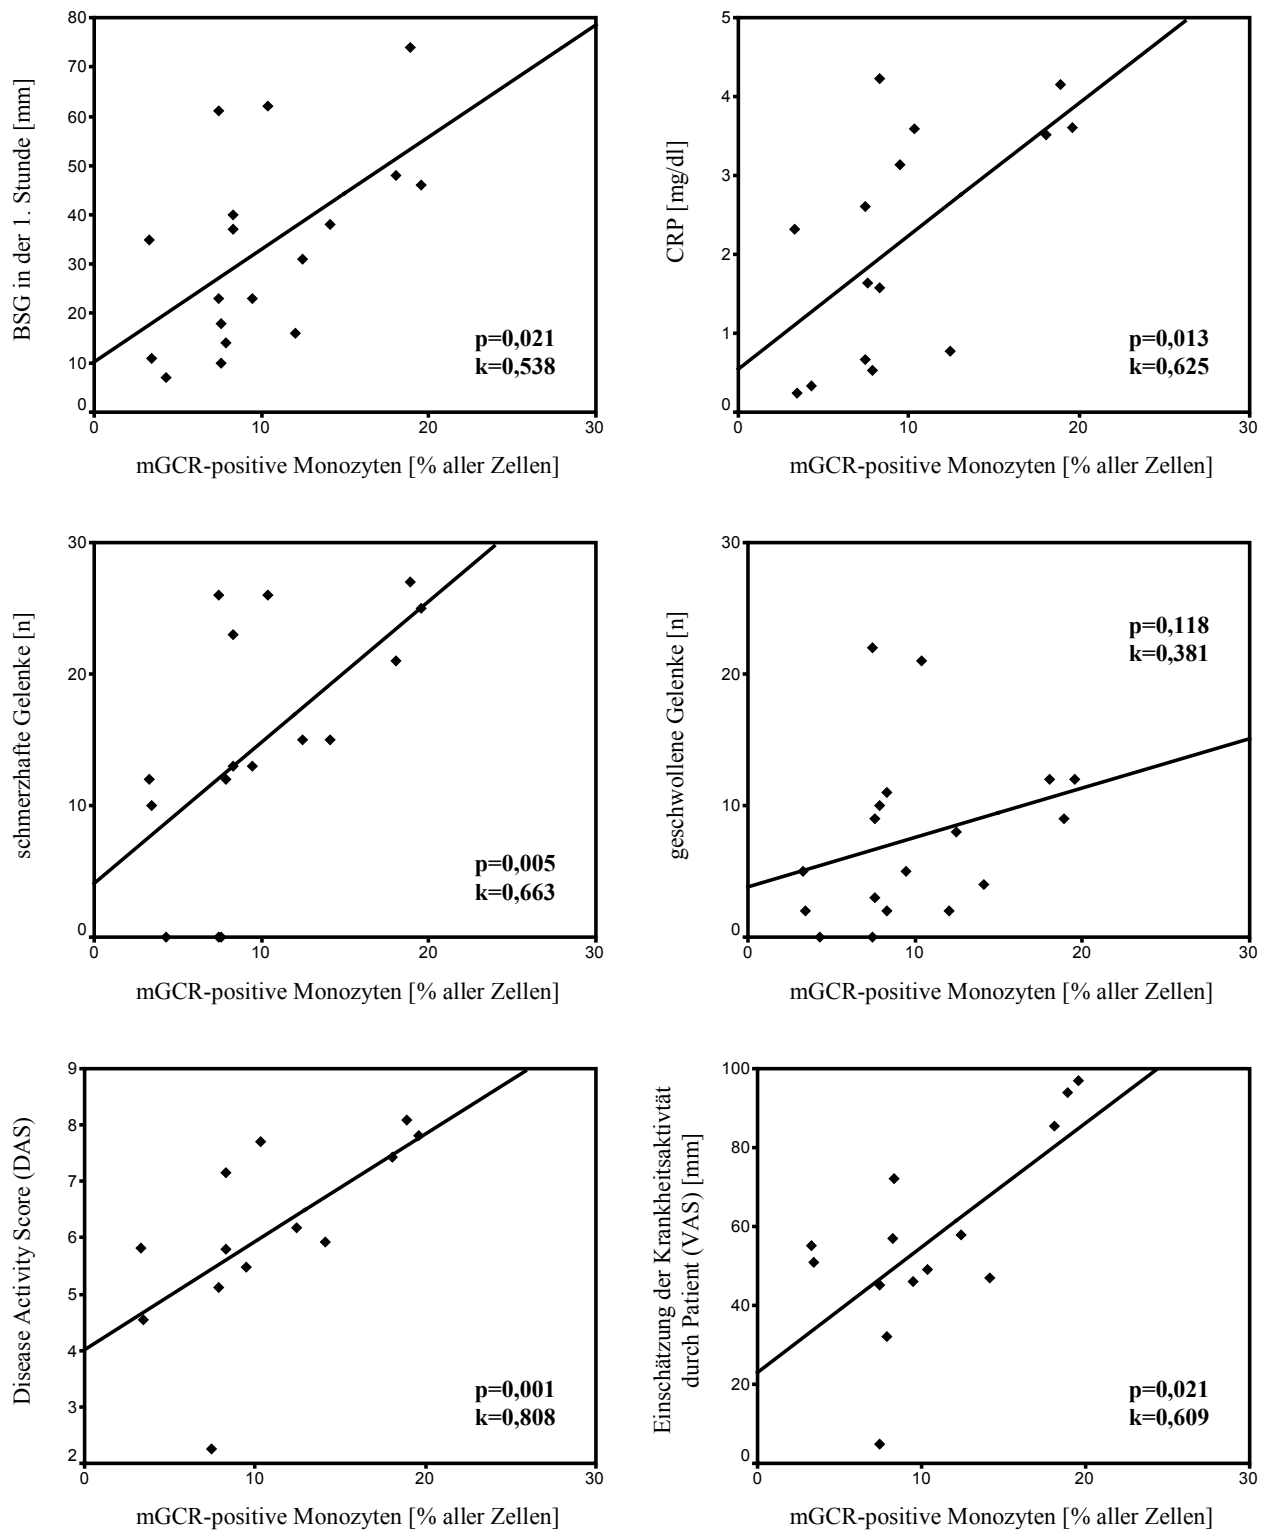 BSG in der 1. Stunde [mm]
80
70
60
50
40
30
20
10
0
p=0,021
k=0,538
0 10 20 30
mGCR-positive Monozyten [% aller Zellen]
CRP [mg/dl]
5
4
3
2
1
0
p=0,013
k=0,625
0 10 20 30
mGCR-positive Monozyten [% aller Zellen]
schmerzhafte Gelenke [n]
30
20
10
0
p=0,005
k=0,663
0 10 20 30
mGCR-positive Monozyten [% aller Zellen]
geschwollene Gelenke [n]
30
20
10
0
p=0,118
k=0,381
0 10 20 30
mGCR-positive Monozyten [% aller Zellen]
Disease Activity Score (DAS)
9
8
7
6
5
4
3
2
p=0,001
k=0,808
0 10 20 30
mGCR-positive Monozyten [% aller Zellen]
Einschätzung der Krankheitsaktivtät
durch Patient (VAS) [mm]
100
80
60
40
20
0
p=0,021
k=0,609
0 10 20 30
mGCR-positive Monozyten [% aller Zellen]